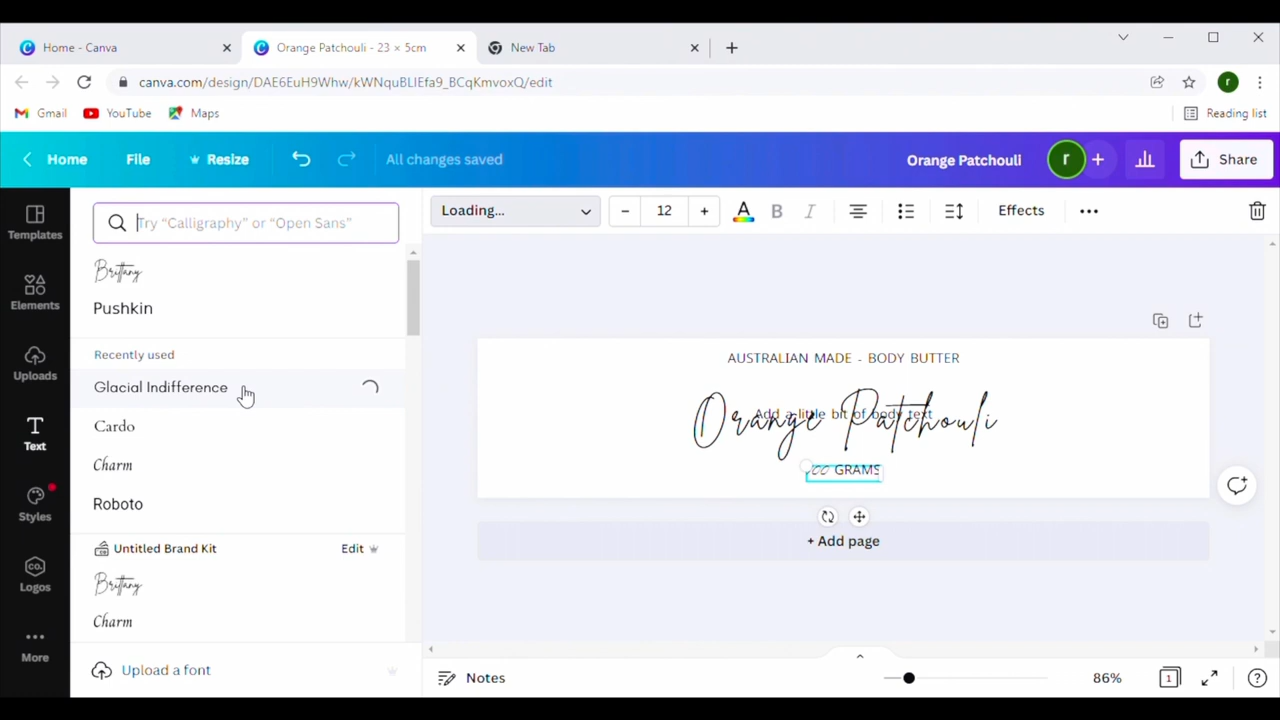 Home - Canva
Orange Patchouli - 23 × 5cm
New Tab
canva.com/design/DAE6EuH9Whw/kWNquBLIEfa9_BCqKmvoxQ/edit
Gmail
YouTube
Maps
Reading list
Home
File
Resize
All changes saved
Orange Patchouli
r
Share
Templates
Elements
Uploads
Text
Styles
CO.
Logos
More
Try “Calligraphy” or “Open Sans”
Brittany
Pushkin
Recently used
Glacial Indifference
Cardo
Charm
Roboto
Untitled Brand Kit
Edit
Brittany
Charm
Upload a font
Loading...
12
A
B
I
Effects
AUSTRALIAN MADE - BODY BUTTER
Orange Patchouli
Add a little bit of body text
GRAMS
+ Add page
Notes
86%
1